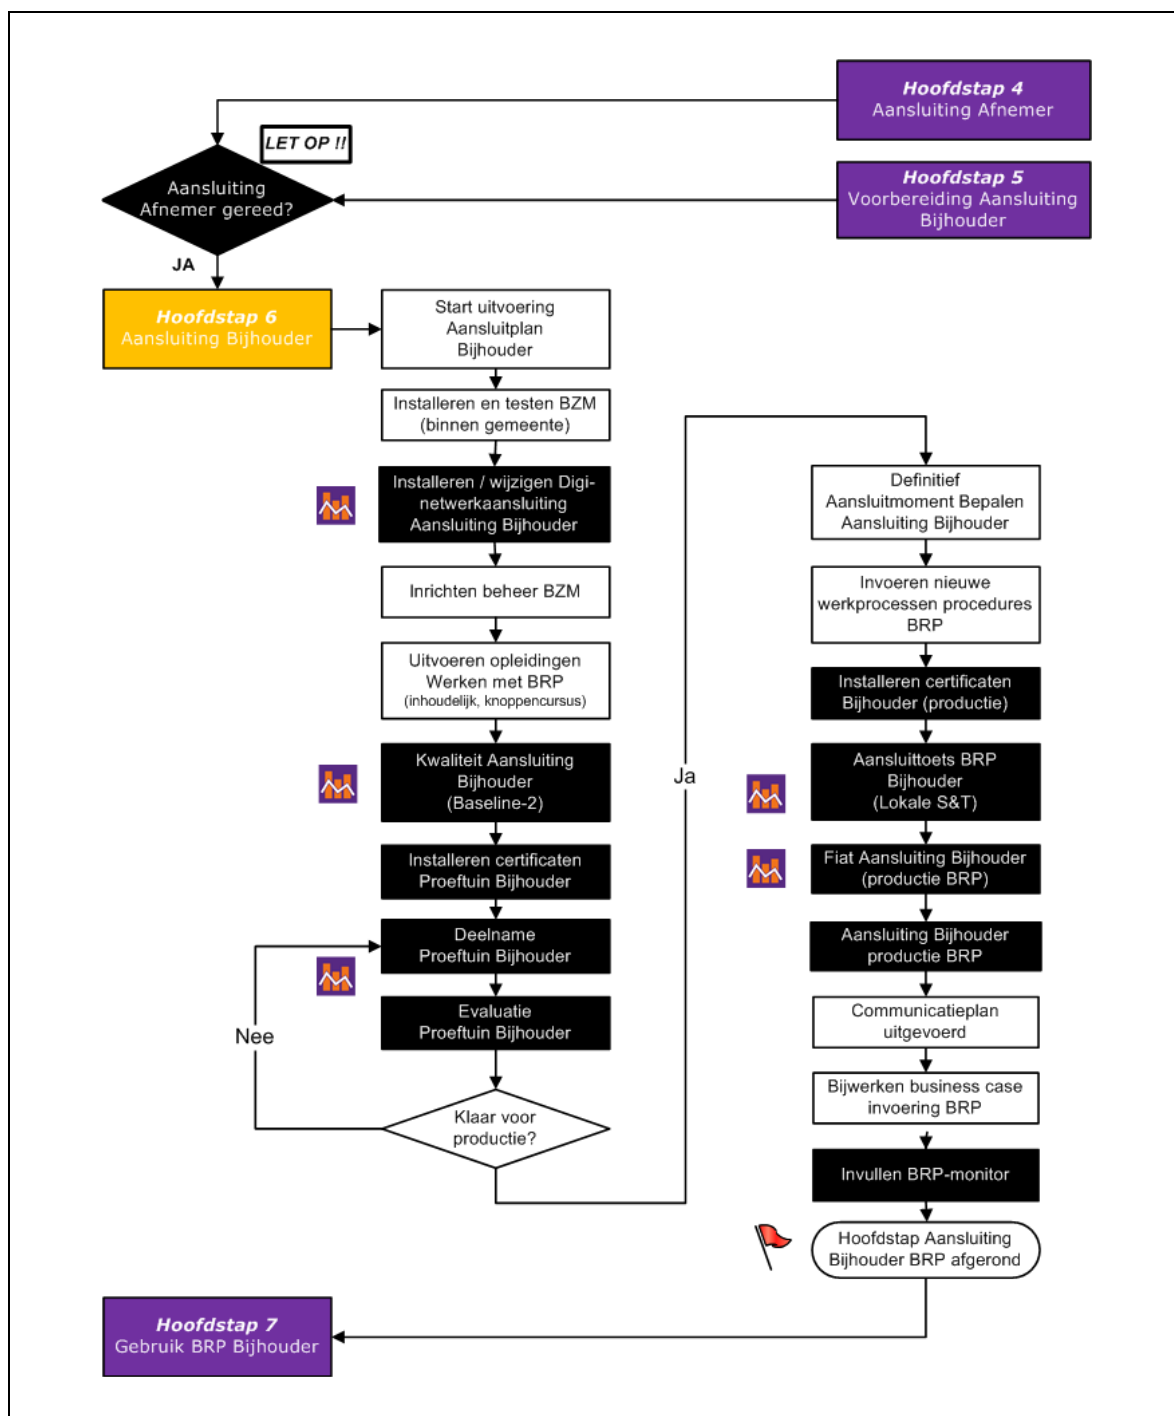 Hoofdstap 4
Aansluiting Afnemer
LET OP !!
Aansluiting
Afnemer gereed?
Hoofdstap 5
Voorbereiding Aansluiting
Bijhouder
JA
Hoofdstap 6
Aansluiting Bijhouder
Start uitvoering
Aansluitplan
Bijhouder
Installeren en testen BZM
(binnen gemeente)
Installeren / wijzigen Digi-
netwerkaansluiting
Aansluiting Bijhouder
Inrichten beheer BZM
Uitvoeren opleidingen
Werken met BRP
(inhoudelijk, knoppencursus)
Kwaliteit Aansluiting
Bijhouder
(Baseline-2)
Installeren certificaten
Proeftuin Bijhouder
Deelname
Proeftuin Bijhouder
Evaluatie
Proeftuin Bijhouder
Nee
Klaar voor
productie?
Ja
Definitief
Aansluitmoment Bepalen
Aansluiting Bijhouder
Invoeren nieuwe
werkprocessen procedures
BRP
Installeren certificaten
Bijhouder (productie)
Aansluittoets BRP
Bijhouder
(Lokale S&T)
Fiat Aansluiting Bijhouder
(productie BRP)
Aansluiting Bijhouder
productie BRP
Communicatieplan
uitgevoerd
Bijwerken business case
invoering BRP
Invullen BRP-monitor
Hoofdstap Aansluiting
Bijhouder BRP afgerond
Hoofdstap 7
Gebruik BRP Bijhouder